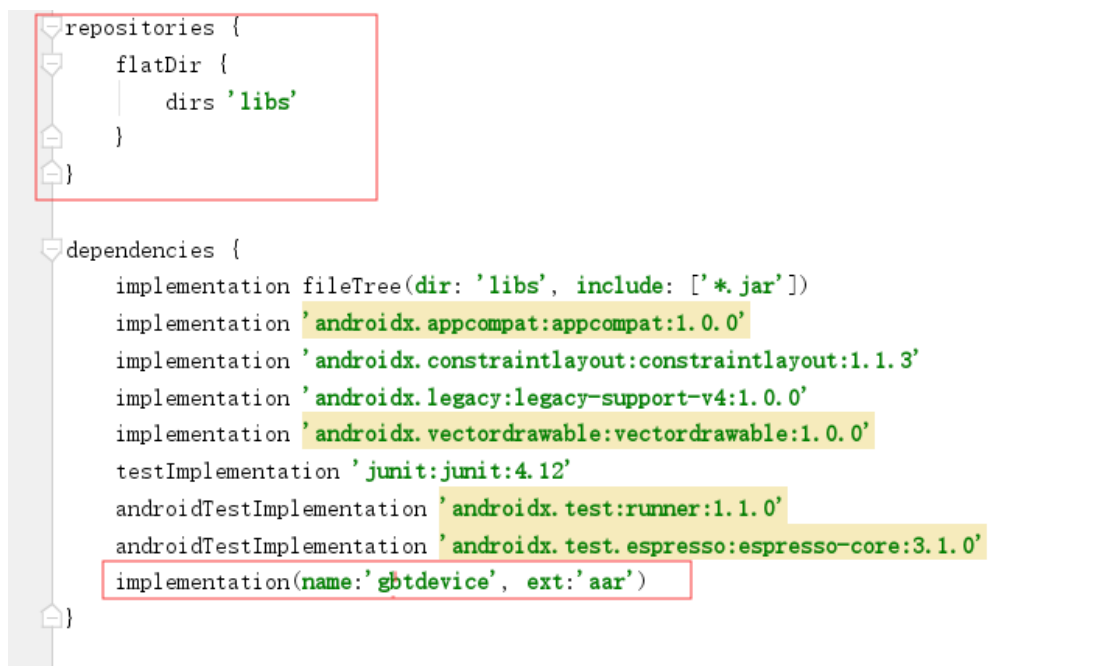 repositories {
flatDir {
dirs 'libs'
}
}
dependencies {
implementation fileTree(dir: 'libs', include: ['*.jar'])
implementation 'androidx.appcompat:appcompat:1.0.0'
implementation 'androidx.constraintlayout:constraintlayout:1.1.3'
implementation 'androidx.legacy:legacy-support-v4:1.0.0'
implementation 'androidx.vectordrawable:vectordrawable:1.0.0'
testImplementation 'junit:junit:4.12'
androidTestImplementation 'androidx.test:runner:1.1.0'
androidTestImplementation 'androidx.test.espresso:espresso-core:3.1.0'
implementation(name:'gbtdevice', ext:'aar')
}